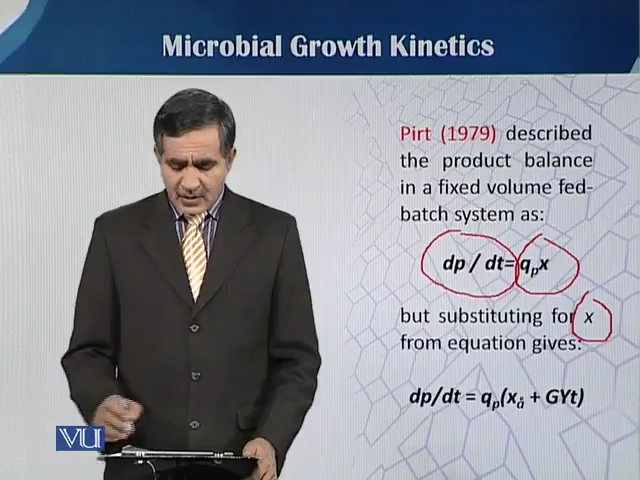 Microbial Growth Kinetics
Pirt (1979) described
the product balance
in a fixed volume fed-
batch system as:
dp / dt= qₚx
but substituting for x
from equation gives:
dp/dt = qₚ(xå + GYt)
VU